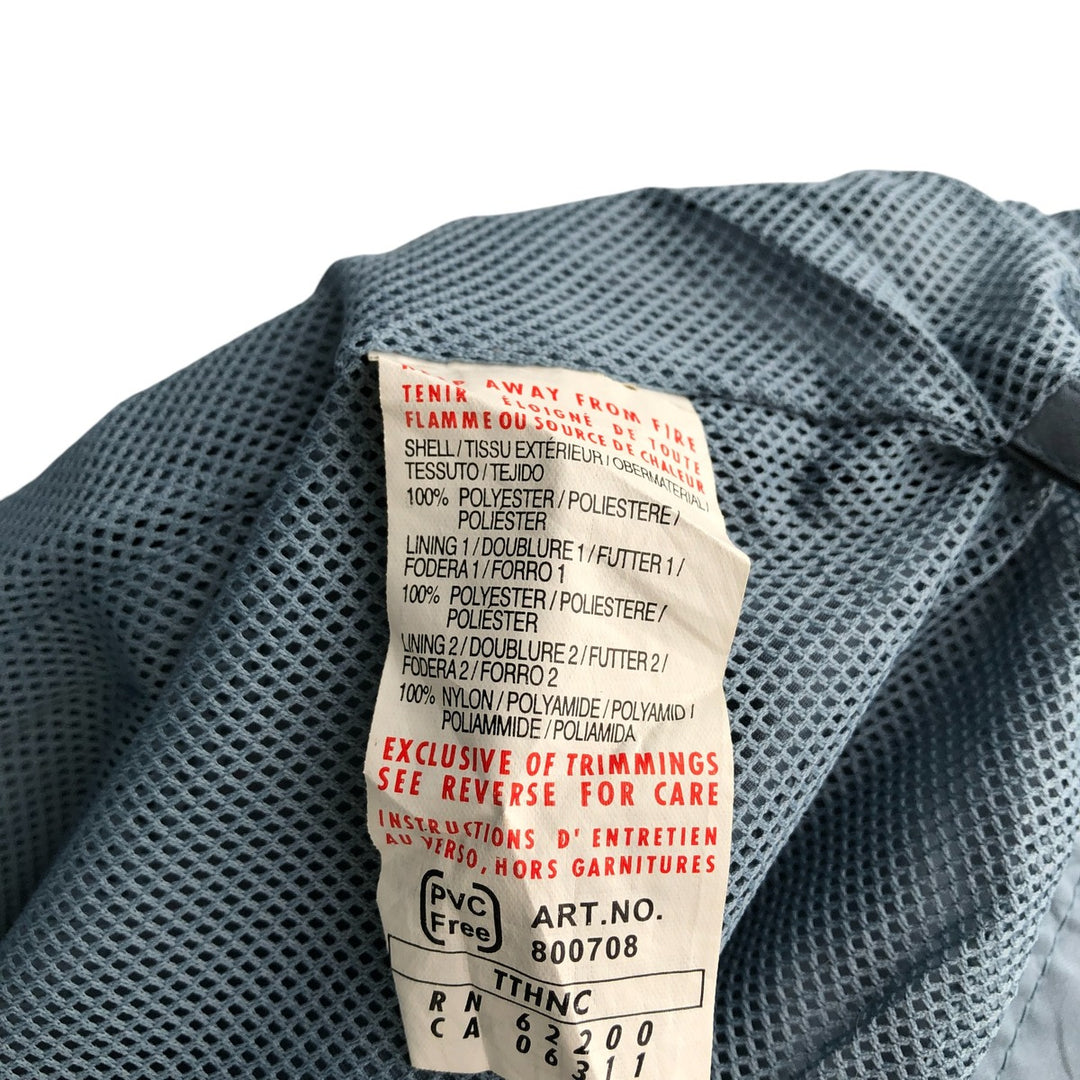 AWAY FROM FIRE
TENIR ÉLOIGNÉ DE TOUTE
FLAMME OU SOURCE DE CHALEUR
SHELL / TISSU EXTÉRIEUR / OBERMATERIAL /
TESSUTO / TEJIDO
100% POLYESTER / POLIESTERE /
POLIÉSTER
LINING 1 / DOUBLURE 1 / FUTTER 1 /
FODERA 1 / FORRO 1
100% POLYESTER / POLIESTERE /
POLIÉSTER
LINING 2 / DOUBLURE 2 / FUTTER 2 /
FODERA 2 / FORRO 2
100% NYLON / POLYAMIDE / POLYAMID /
POLIAMMIDE / POLIAMIDA
EXCLUSIVE OF TRIMMINGS
SEE REVERSE FOR CARE
INSTRUCTIONS D' ENTRETIEN
AU VERSO, HORS GARNITURES
PVC Free
ART.NO.
800708
TTHNC
RN 62200
CA 06311